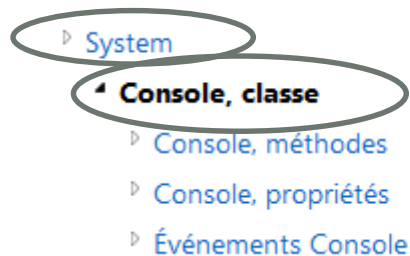 System
Console, classe
Console, méthodes
Console, propriétés
Événements Console